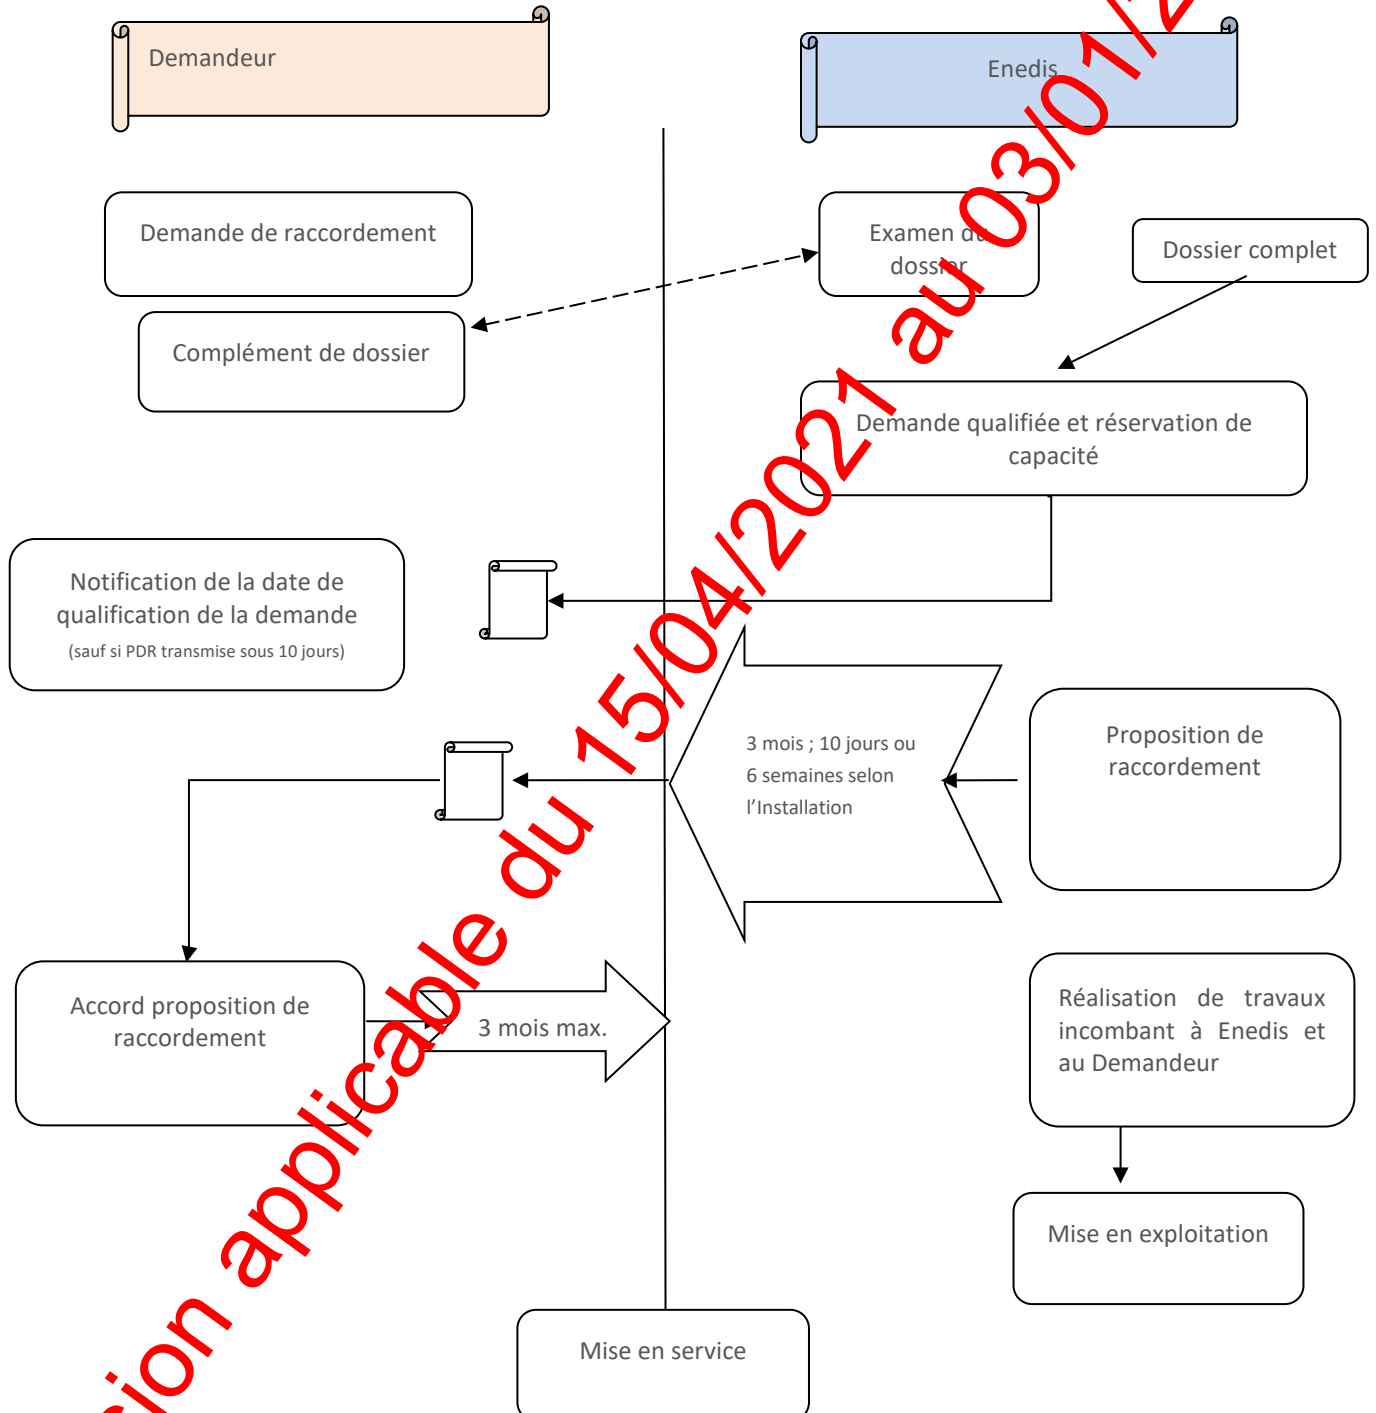 Demandeur
Enedis
Demande de raccordement
Examen du
dossier
Dossier complet
Complément de dossier
Demande qualifiée et réservation de
capacité
Notification de la date de
qualification de la demande
(sauf si PDR transmise sous 10 jours)
3 mois ; 10 jours ou
6 semaines selon
l'Installation
Proposition de
raccordement
Accord proposition de
raccordement
3 mois max.
Réalisation de travaux
incombant à Enedis et
au Demandeur
Mise en exploitation
Mise en service
sion applicable du 15/04/2021 au 03/01/2